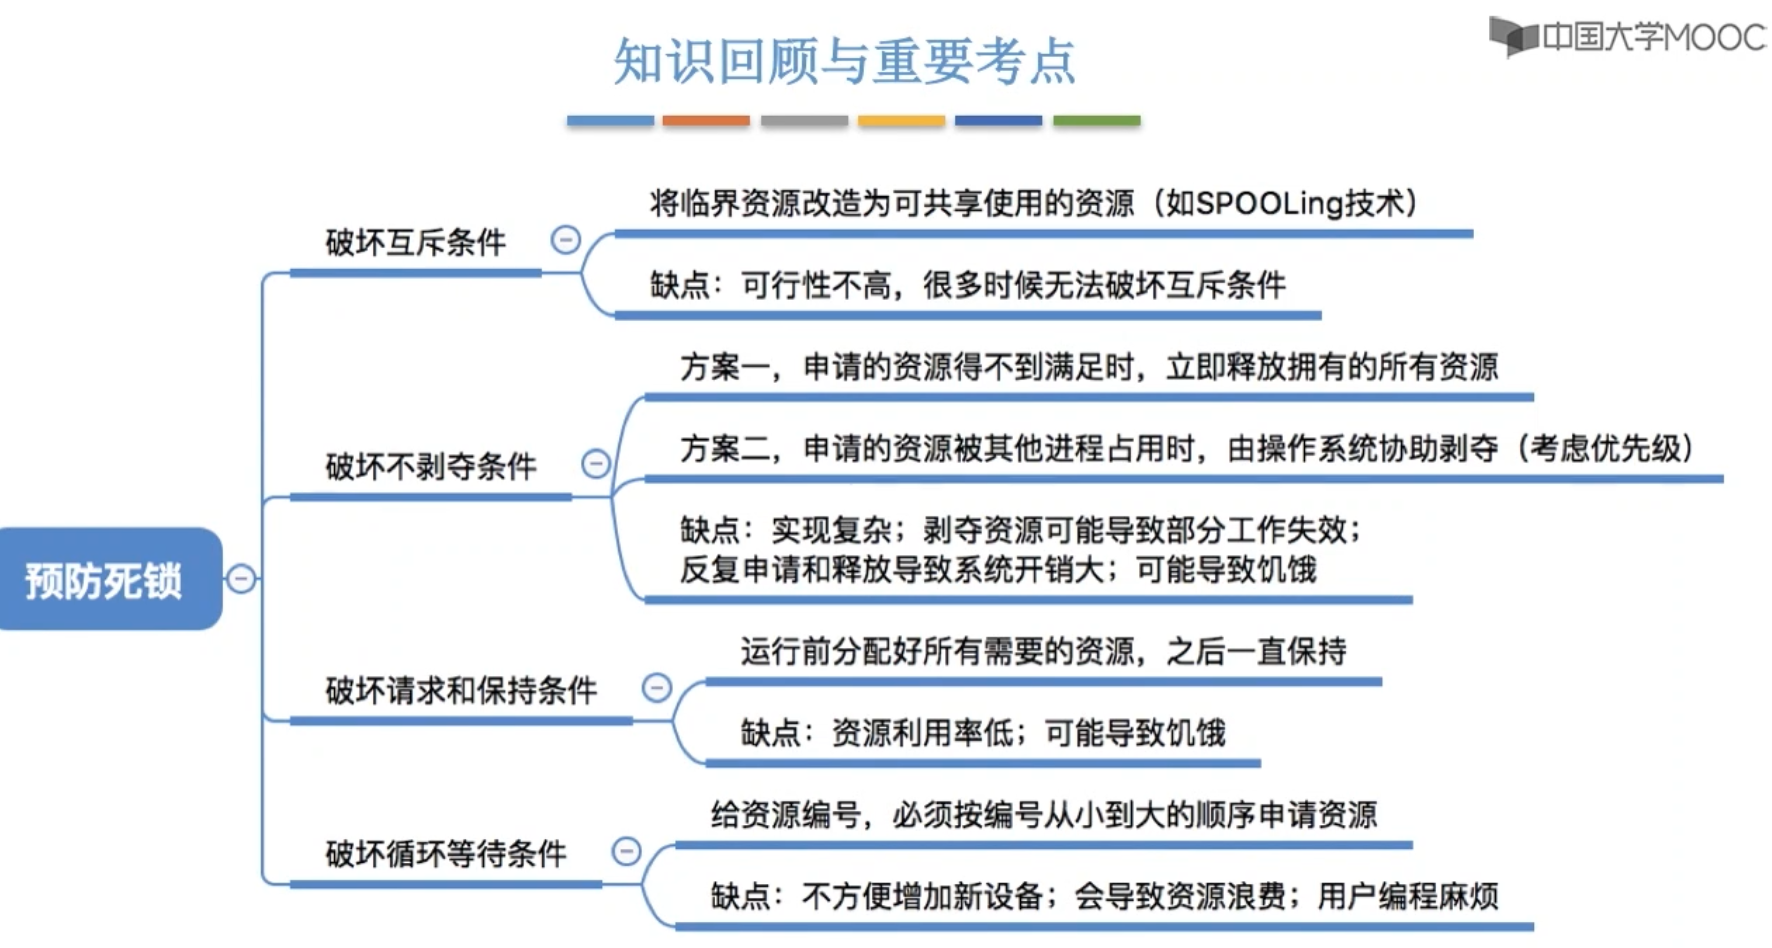 中国大学MOOC
知识回顾与重要考点
预防死锁
破坏互斥条件
将临界资源改造为可共享使用的资源（如SPOOLing技术）
缺点：可行性不高，很多时候无法破坏互斥条件
破坏不剥夺条件
方案一，申请的资源得不到满足时，立即释放拥有的所有资源
方案二，申请的资源被其他进程占用时，由操作系统协助剥夺（考虑优先级）
缺点：实现复杂；剥夺资源可能导致部分工作失效；
反复申请和释放导致系统开销大；可能导致饥饿
破坏请求和保持条件
运行前分配好所有需要的资源，之后一直保持
缺点：资源利用率低；可能导致饥饿
破坏循环等待条件
给资源编号，必须按编号从小到大的顺序申请资源
缺点：不方便增加新设备；会导致资源浪费；用户编程麻烦